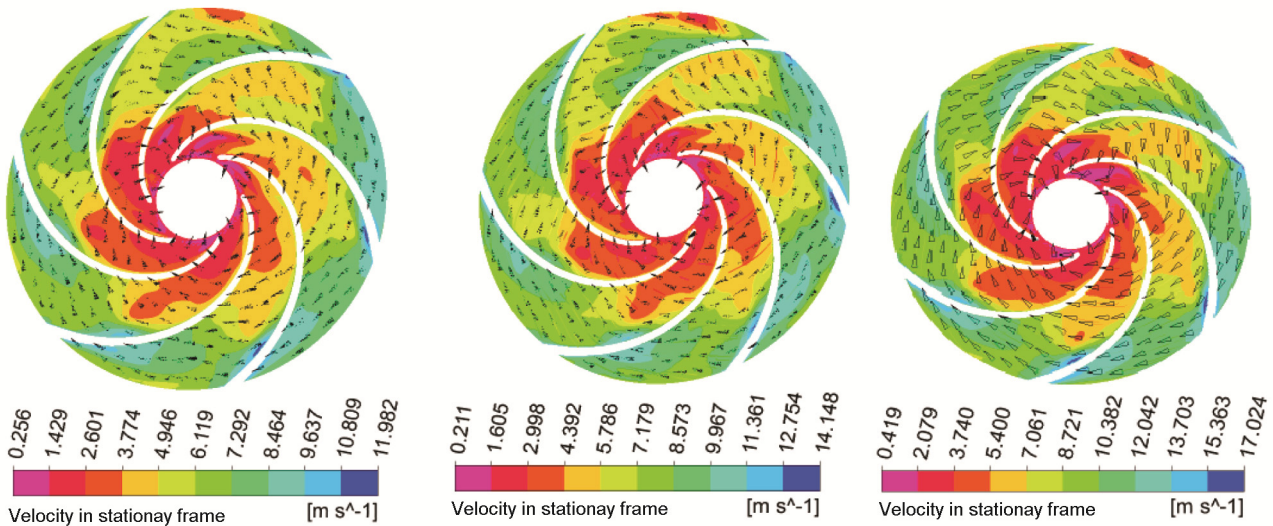 0.256 1.429 2.601 3.774 4.946 6.119 7.292 8.464 9.637 10.809 11.982
Velocity in stationay frame [m s^-1]
0.211 1.605 2.998 4.392 5.786 7.179 8.573 9.967 11.361 12.754 14.148
Velocity in stationay frame [m s^-1]
0.419 2.079 3.740 5.400 7.061 8.721 10.382 12.042 13.703 15.363 17.024
Velocity in stationay frame [m s^-1]